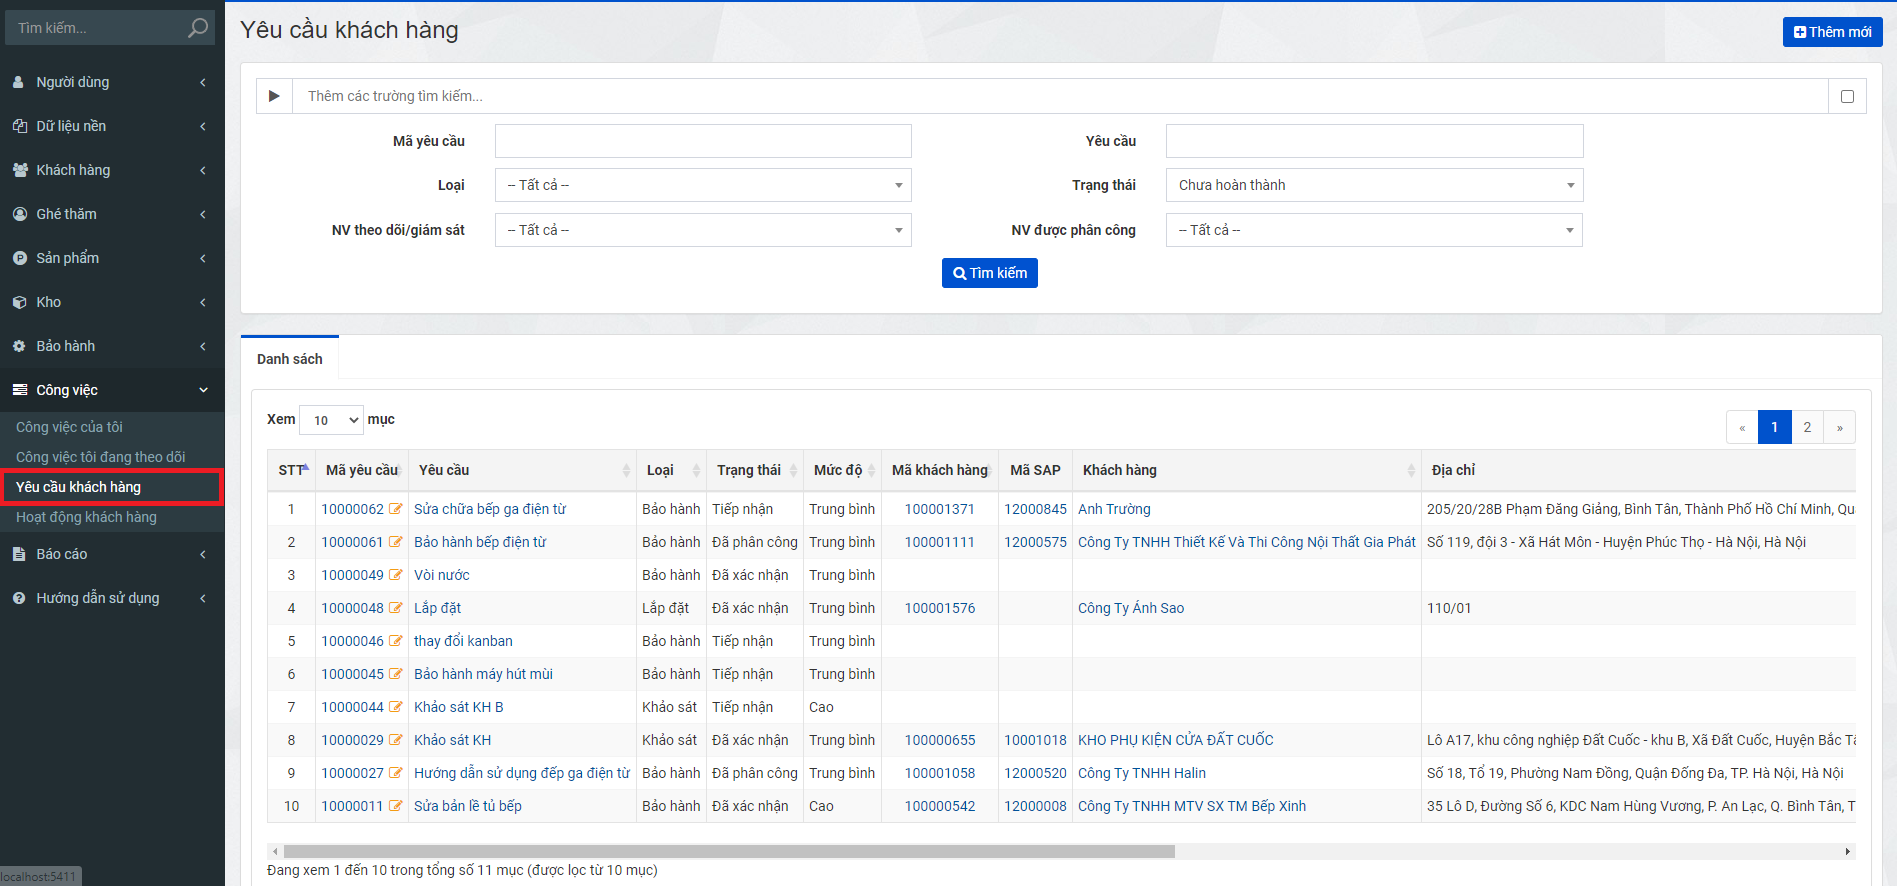 Tìm kiếm...
Người dùng
Dữ liệu nền
Khách hàng
Ghé thăm
Sản phẩm
Kho
Bảo hành
Công việc
Công việc của tôi
Công việc tôi đang theo dõi
Yêu cầu khách hàng
Hoạt động khách hàng
Báo cáo
Hướng dẫn sử dụng
localhost:5411
Yêu cầu khách hàng
Thêm mới
Thêm các trường tìm kiếm...
Mã yêu cầu
Yêu cầu
Loại -- Tất cả --
Trạng thái Chưa hoàn thành
NV theo dõi/giám sát -- Tất cả --
NV được phân công -- Tất cả --
Tìm kiếm
Danh sách
Xem 10 mục
« 1 2 »
STT Mã yêu cầu Yêu cầu Loại Trạng thái Mức độ Mã khách hàng Mã SAP Khách hàng Địa chỉ
1 10000062 Sửa chữa bếp ga điện từ Bảo hành Tiếp nhận Trung bình 100001371 12000845 Anh Trường 205/20/28B Phạm Đăng Giảng, Bình Tân, Thành Phố Hồ Chí Minh, Qu
2 10000061 Bảo hành bếp điện từ Bảo hành Đã phân công Trung bình 100001111 12000575 Công Ty TNHH Thiết Kế Và Thi Công Nội Thất Gia Phát Số 119, đội 3 - Xã Hát Môn - Huyện Phúc Thọ - Hà Nội, Hà Nội
3 10000049 Vòi nước Bảo hành Đã xác nhận Trung bình
4 10000048 Lắp đặt Lắp đặt Đã xác nhận Trung bình 100001576 Công Ty Ánh Sao 110/01
5 10000046 thay đổi kanban Bảo hành Tiếp nhận Trung bình
6 10000045 Bảo hành máy hút mùi Bảo hành Tiếp nhận Trung bình
7 10000044 Khảo sát KH B Khảo sát Tiếp nhận Cao
8 10000029 Khảo sát KH Khảo sát Đã xác nhận Trung bình 100000655 10001018 KHO PHỤ KIỆN CỬA ĐẤT CUỐC Lô A17, khu công nghiệp Đất Cuốc - khu B, Xã Đất Cuốc, Huyện Bắc Tâ
9 10000027 Hướng dẫn sử dụng đếp ga điện từ Bảo hành Đã phân công Trung bình 100001058 12000520 Công Ty TNHH Halin Số 18, Tổ 19, Phường Nam Đồng, Quận Đống Đa, TP. Hà Nội, Hà Nội
10 10000011 Sửa bản lề tủ bếp Bảo hành Đã xác nhận Cao 100000542 12000008 Công Ty TNHH MTV SX TM Bếp Xinh 35 Lô D, Đường Số 6, KDC Nam Hùng Vương, P. An Lạc, Q. Bình Tân, T
Đang xem 1 đến 10 trong tổng số 11 mục (được lọc từ 10 mục)